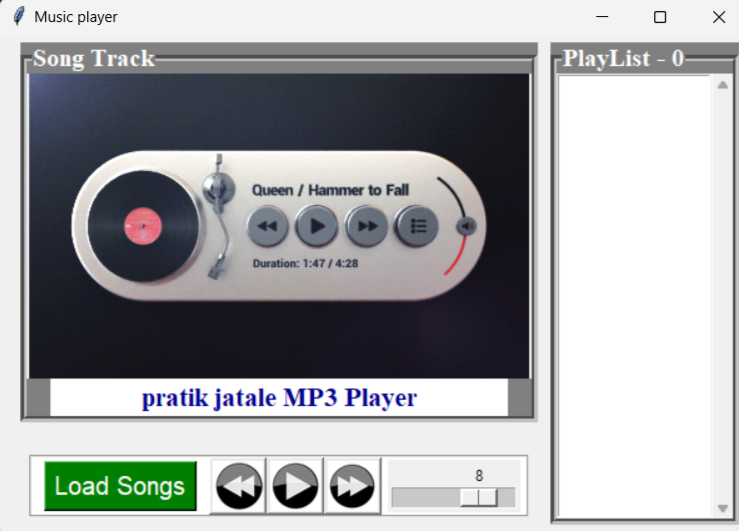 Music player
Song Track
PlayList - 0
Queen / Hammer to Fall
Duration: 1:47 / 4:28
pratik jatale MP3 Player
Load Songs
8